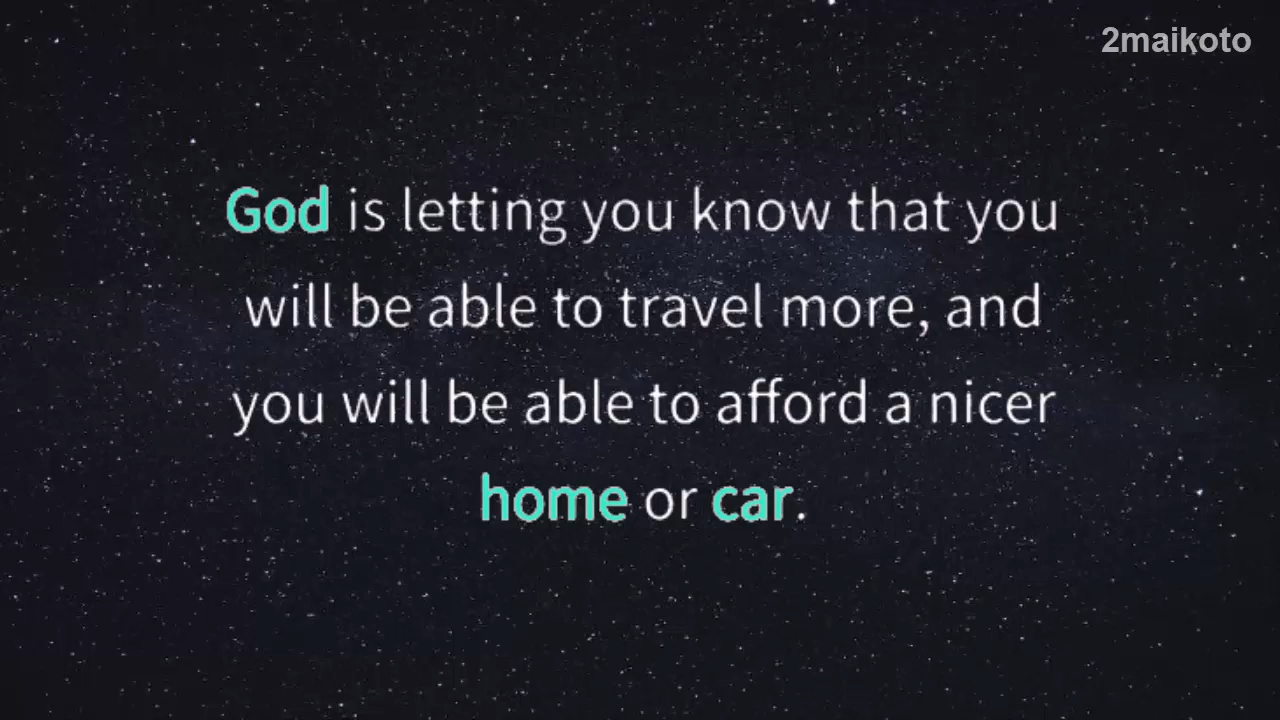 2maikoto
God is letting you know that you
will be able to travel more, and
you will be able to afford a nicer
home or car.